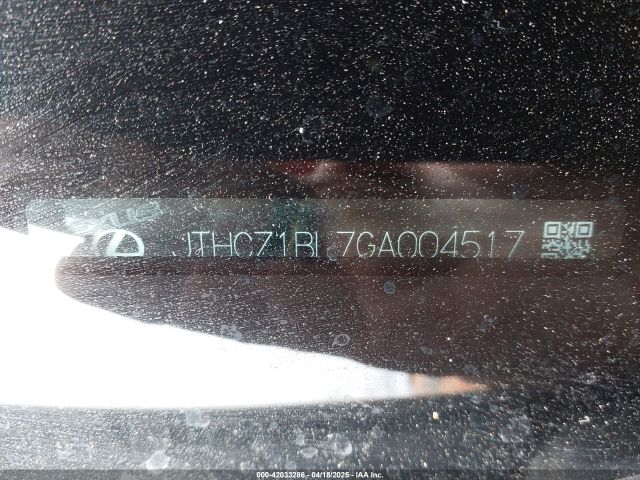 JTHCZ1BL7GA004517
000-42033286 - 04/18/2025 - IAA Inc.